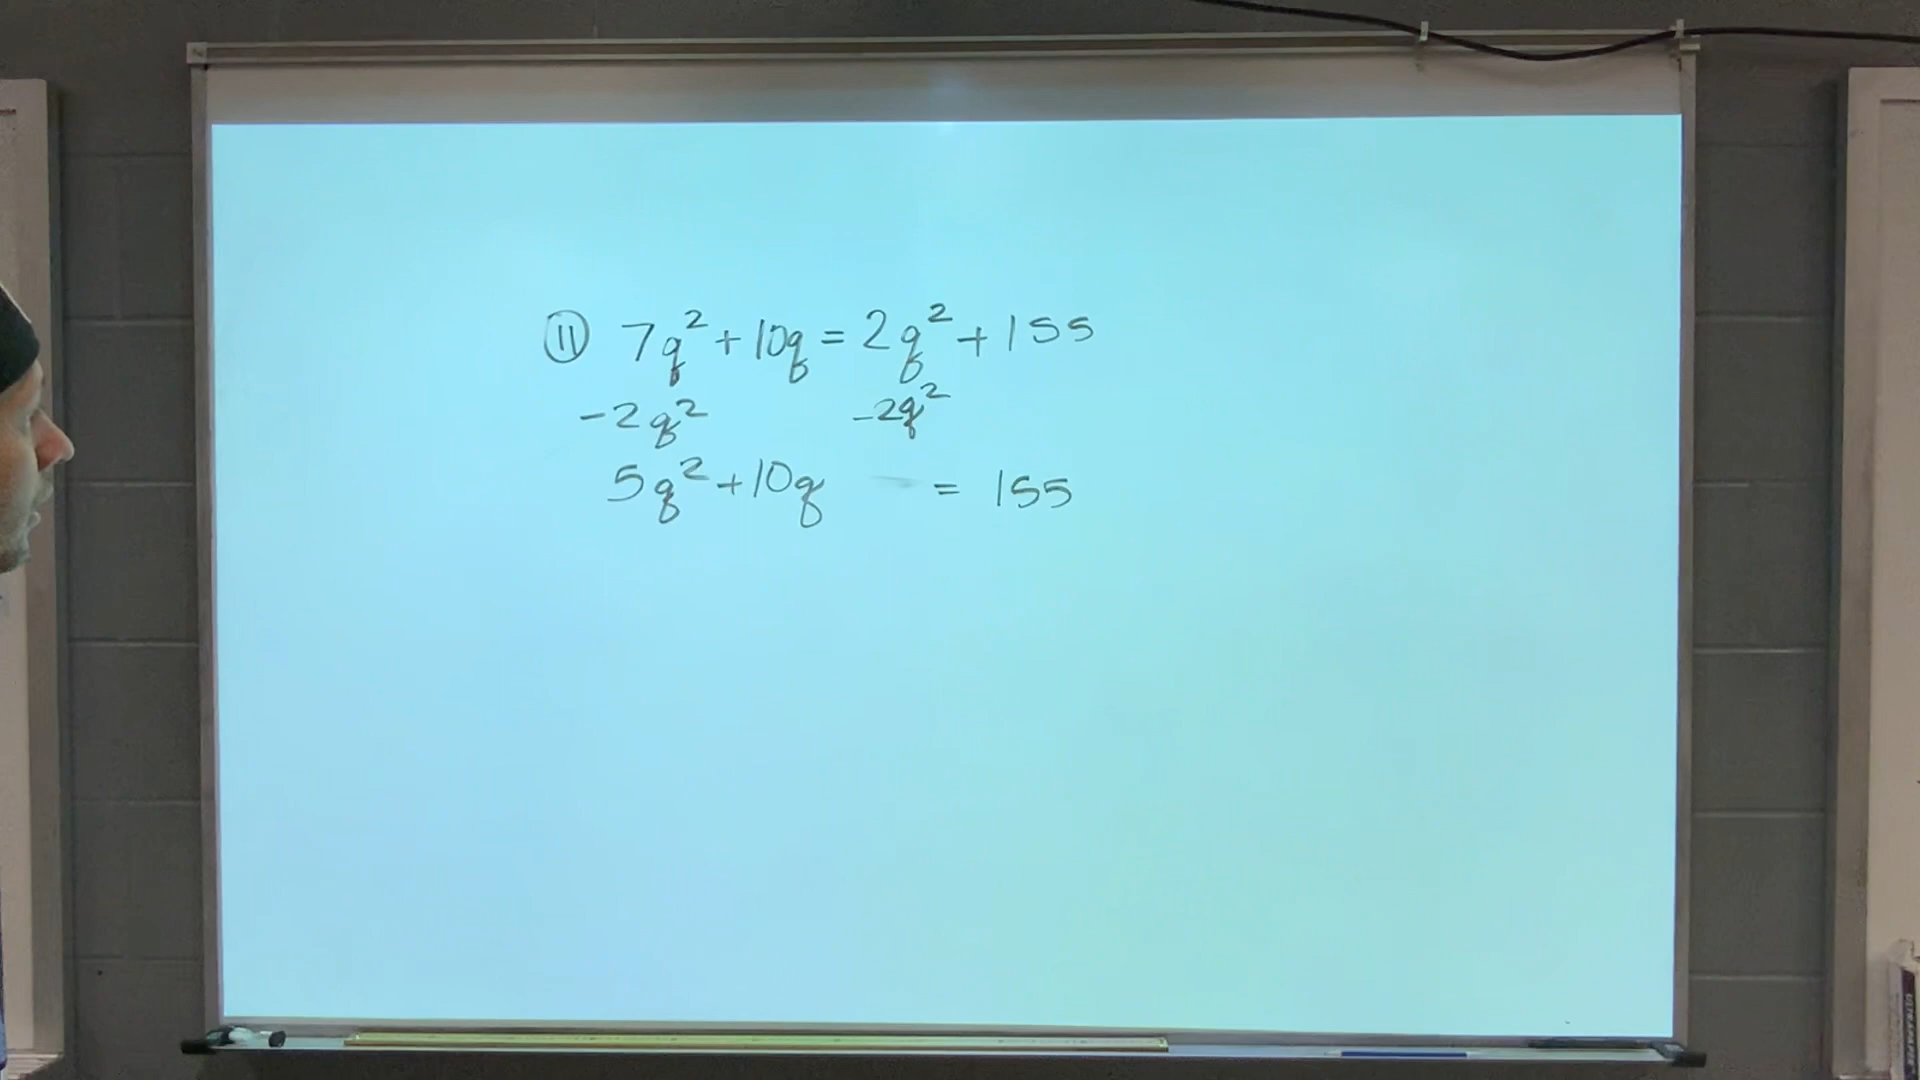 ⑪ 7q² + 10q = 2q² + 155
-2q² -2q²
5q² + 10q = 155